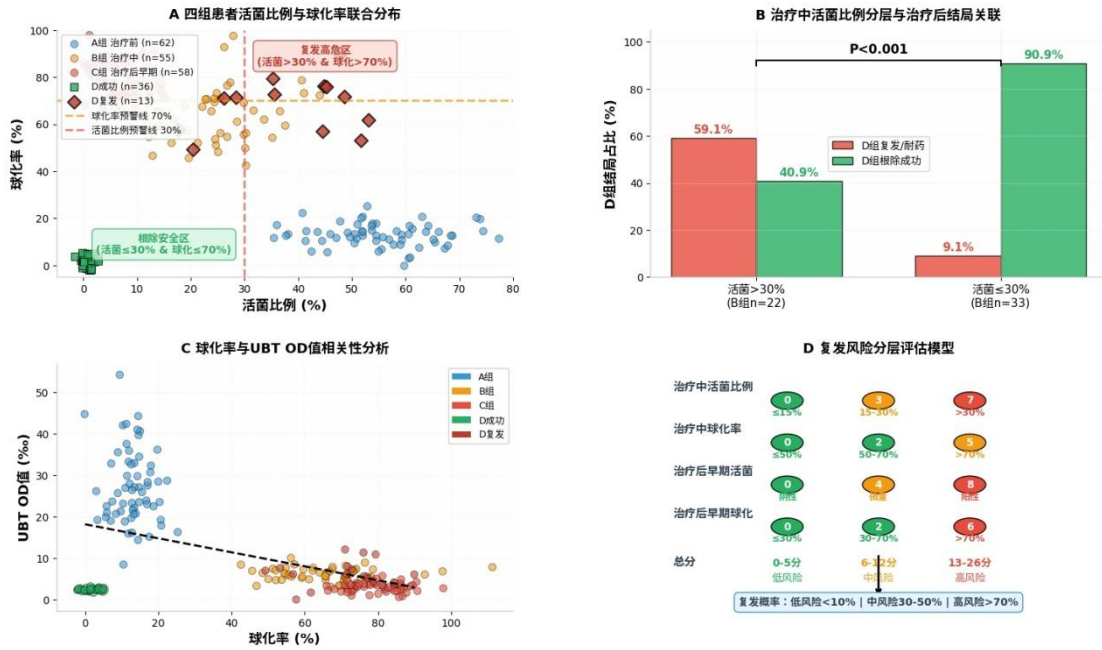 A 四组患者活菌比例与球化率联合分布
球化率 (%)
100
80
60
40
20
0
A组 治疗前 (n=62)
B组 治疗中 (n=55)
C组 治疗后早期 (n=58)
D成功 (n=36)
D复发 (n=13)
球化率预警线 70%
活菌比例预警线 30%
复发高危区
(活菌>30% & 球化>70%)
根除安全区
(活菌≤30% & 球化≤70%)
0 10 20 30 40 50 60 70 80
活菌比例 (%)
B 治疗中活菌比例分层与治疗后结局关联
D组结局占比 (%)
100
80
60
40
20
0
P<0.001
59.1%
40.9%
9.1%
90.9%
D组复发/耐药
D组根除成功
活菌>30%
(B组n=22)
活菌≤30%
(B组n=33)
C 球化率与UBT OD值相关性分析
UBT OD值 (‰)
50
40
30
20
10
0
A组
B组
C组
D成功
D复发
0 20 40 60 80 100
球化率 (%)
D 复发风险分层评估模型
治疗中活菌比例
0 3 7
≤15% 15-30% >30%
治疗中球化率
0 2 5
≤50% 50-70% >70%
治疗后早期活菌
0 4 8
阴性 微量 阳性
治疗后早期球化
0 2 6
≤30% 30-70% >70%
总分
0-5分 6-12分 13-26分
低风险 中风险 高风险
复发概率：低风险<10% | 中风险30-50% | 高风险>70%